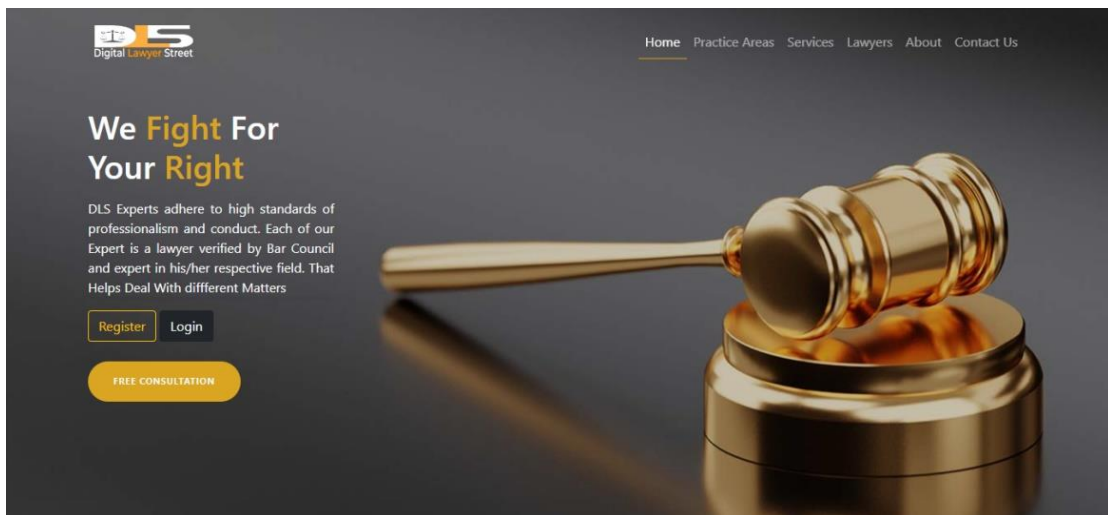 DLS
Digital Lawyer Street
Home Practice Areas Services Lawyers About Contact Us
We Fight For
Your Right
DLS Experts adhere to high standards of
professionalism and conduct. Each of our
Expert is a lawyer verified by Bar Council
and expert in his/her respective field. That
Helps Deal With diffferent Matters
Register Login
FREE CONSULTATION